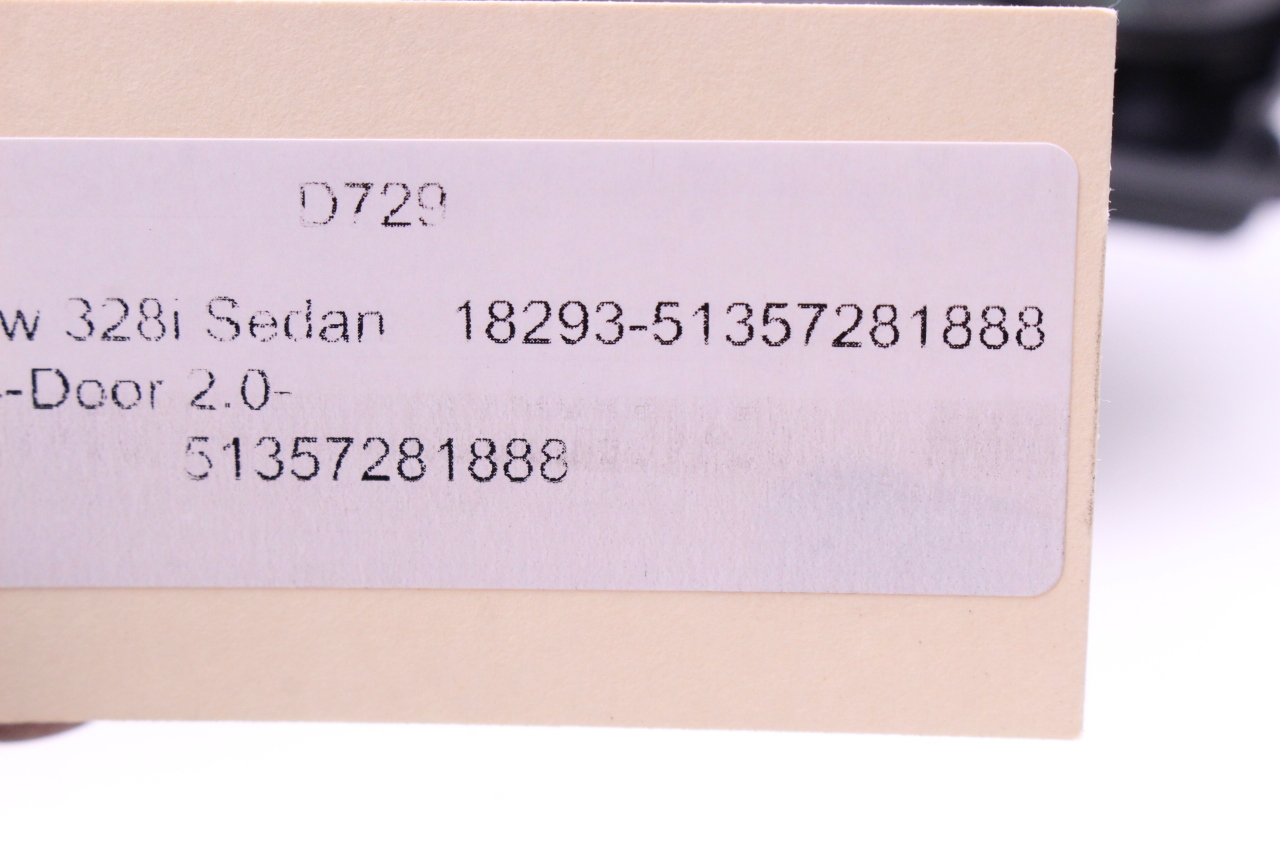 D729
w 328i Sedan 18293-51357281888
-Door 2.0-
51357281888